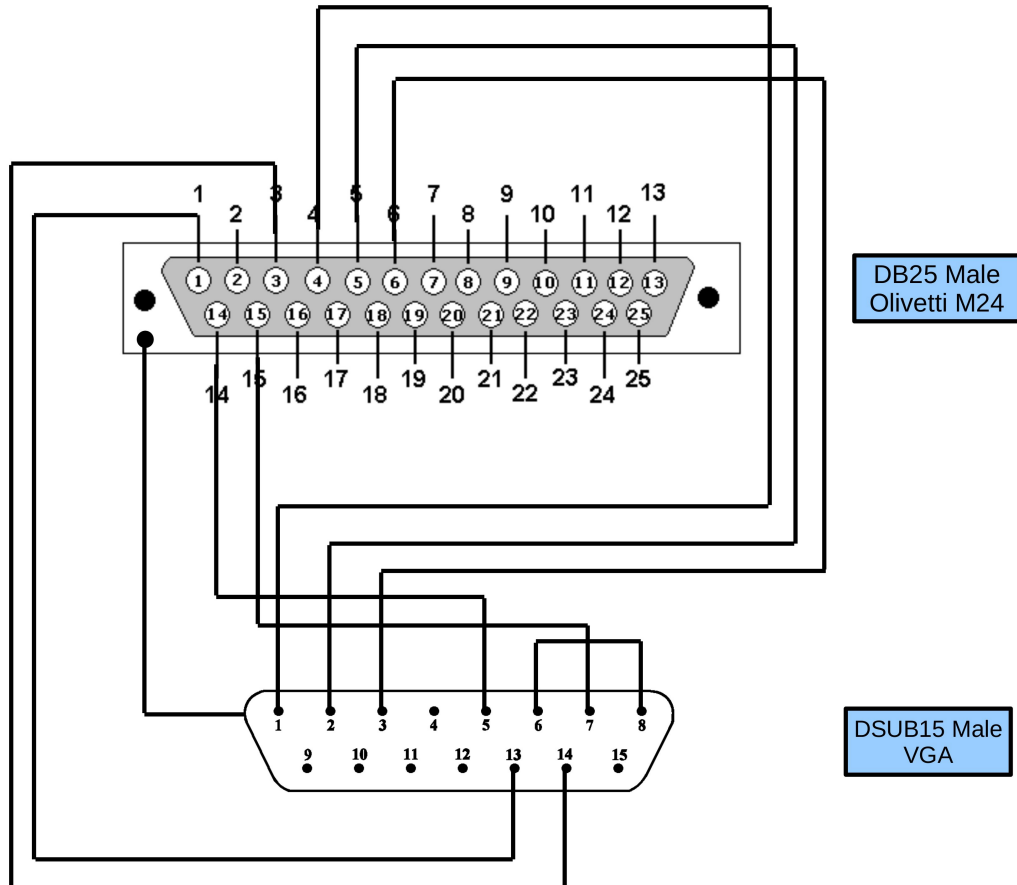 1 2 3 4 5 6 7 8 9 10 11 12 13
1 2 3 4 5 6 7 8 9 10 11 12 13
DB25 Male
Olivetti M24
14 15 16 17 18 19 20 21 22 23 24 25
14 15 16 17 18 19 20 21 22 23 24 25
1 2 3 4 5 6 7 8
DSUB15 Male
VGA
9 10 11 12 13 14 15